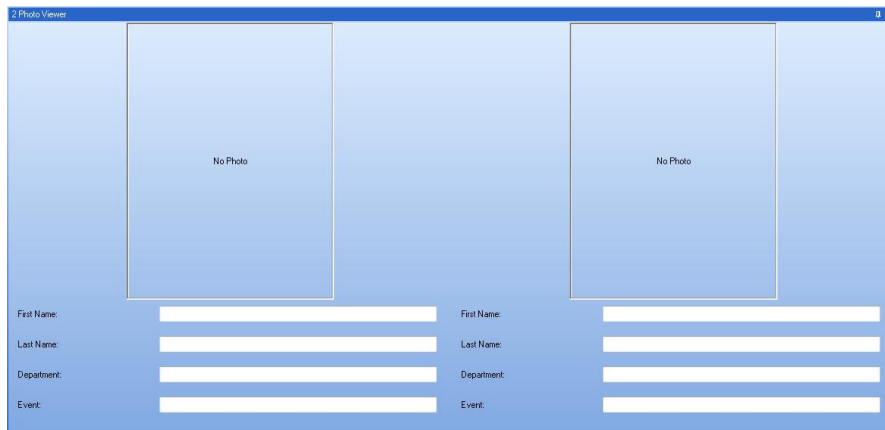 2 Photo Viewer
No Photo No Photo
First Name: First Name:
Last Name: Last Name:
Department: Department:
Event: Event: